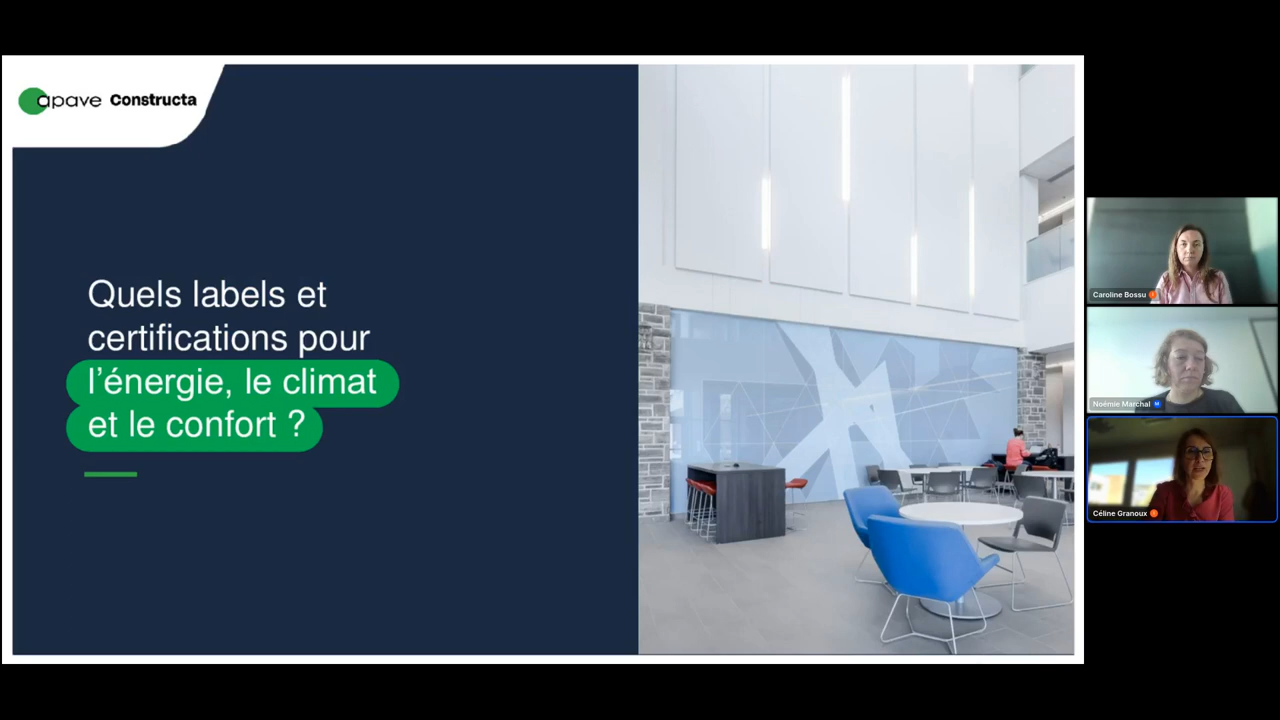 apave Constructa
Quels labels et
certifications pour
l'énergie, le climat
et le confort ?
Caroline Bossu
Noémie Marchal M
Céline Granoux